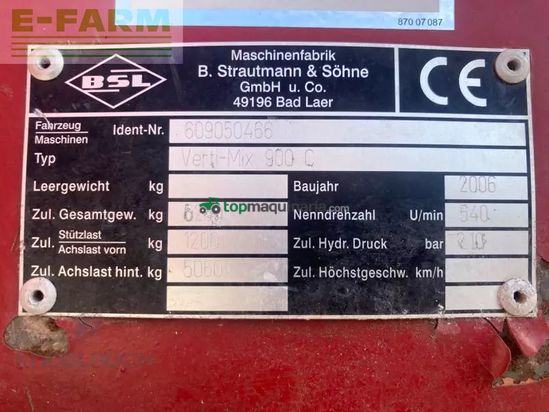 E-FARM
870 07 087
BSL
Maschinenfabrik
B. Strautmann & Söhne
GmbH u. Co.
49196 Bad Laer
CE
Fahrzeug
Maschinen
Ident-Nr. 609050466
Typ Verti-Mix 900 C
Leergewicht kg
Baujahr 2006
Zul. Gesamtgew. kg
Nenndrehzahl U/min 540
Zul. Stützlast
Achslast vorn kg 1200
Zul. Hydr. Druck bar 210
Zul. Achslast hint. kg 5060
Zul. Höchstgeschw. km/h
topmaquinaria.com